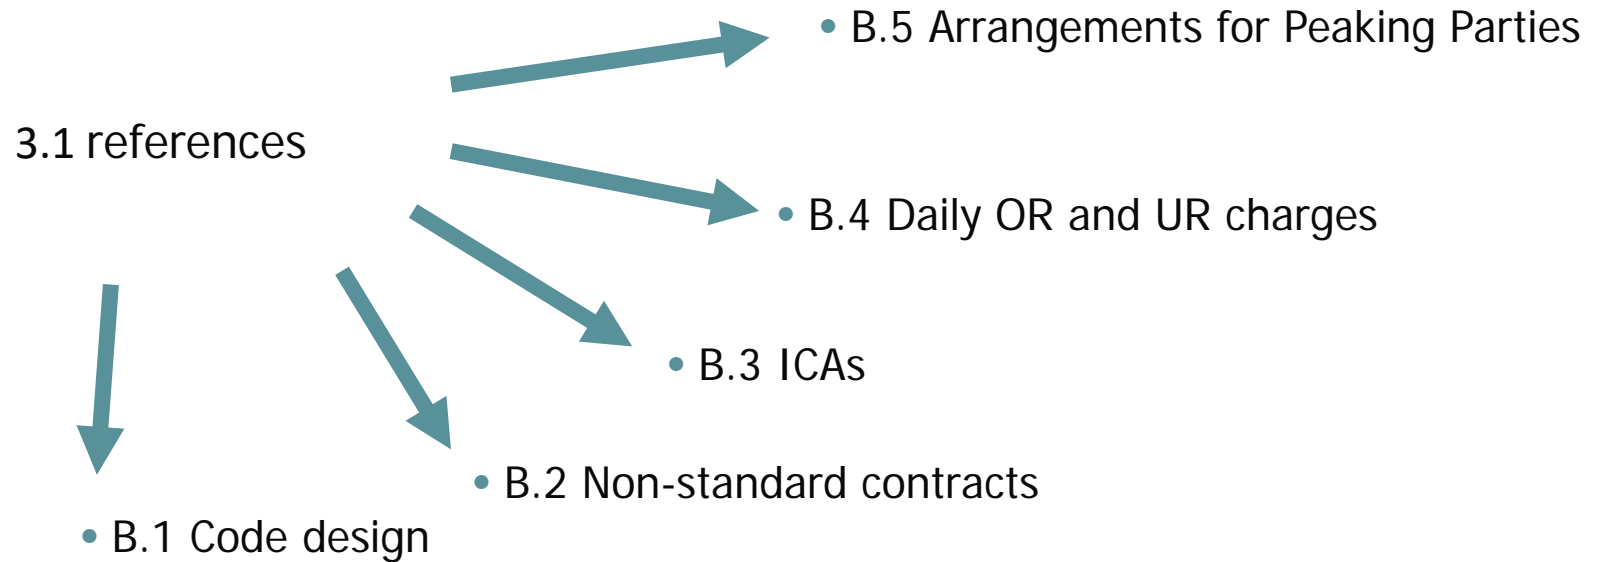 • B.5 Arrangements for Peaking Parties
3.1 references
• B.4 Daily OR and UR charges
• B.3 ICAs
• B.2 Non-standard contracts
• B.1 Code design